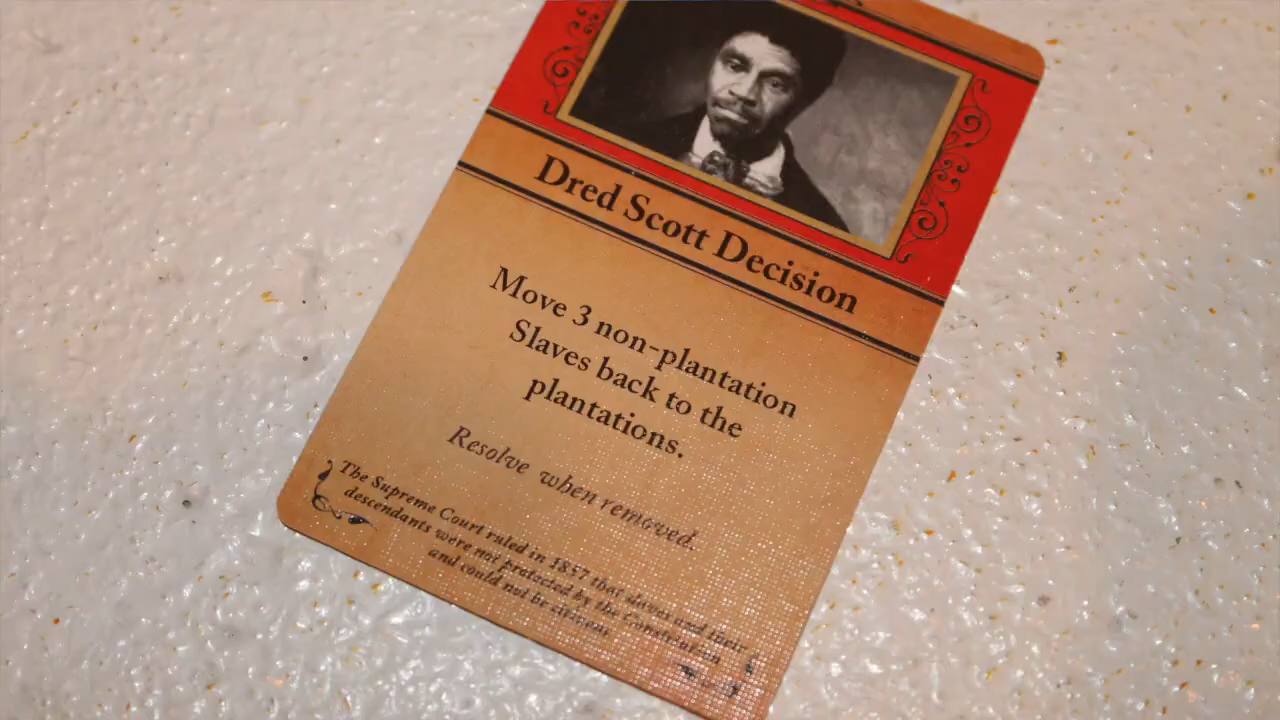 Dred Scott Decision
Move 3 non-plantation
Slaves back to the
plantations.
Resolve when removed.
The Supreme Court ruled in 1857 that slaves and their
descendants were not protected by the Constitution
and could not be citizens.